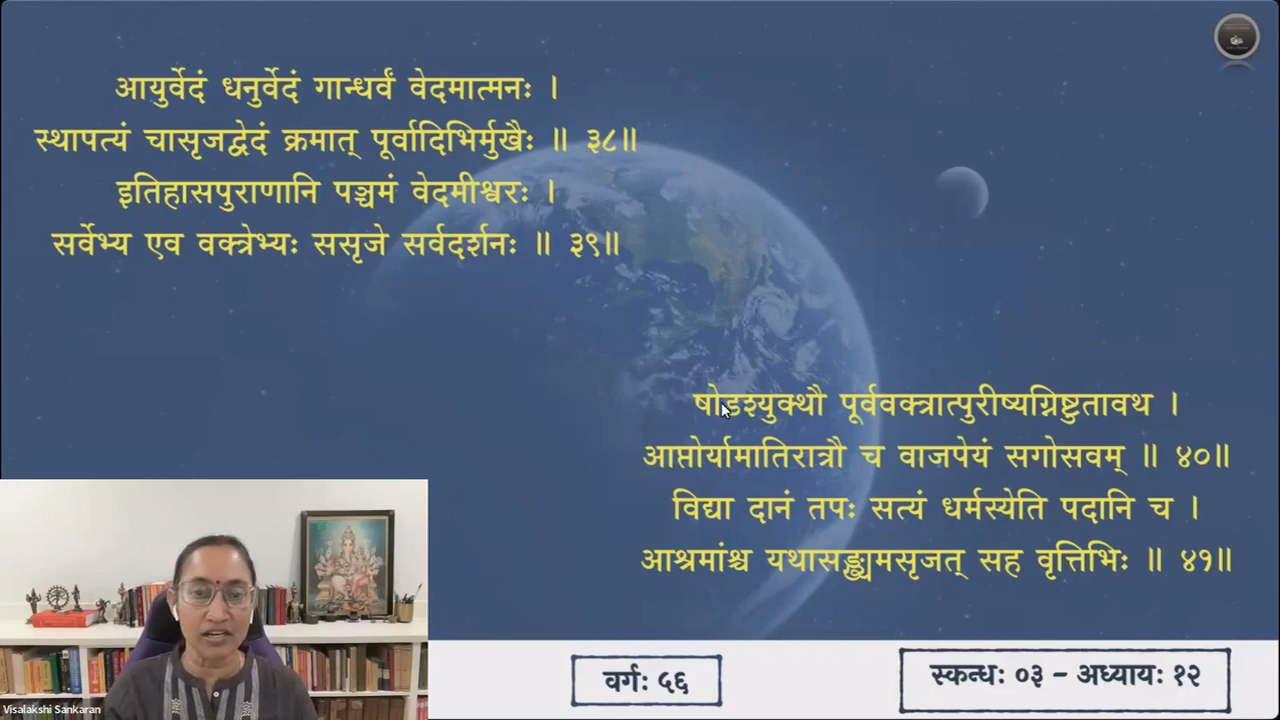 आयुर्वेदं धनुर्वेदं गान्धर्वं वेदमात्मनः ।
स्थापत्यं चासृजद्वेदं क्रमात् पूर्वादिभिर्मुखैः ॥ ३८॥
इतिहासपुराणानि पञ्चमं वेदमीश्वरः ।
सर्वेभ्य एव वक्त्रेभ्यः ससृजे सर्वदर्शनः ॥ ३९॥
षोडश्युक्थौ पूर्ववक्त्रात्पुरीष्यग्निष्टुतावथ ।
आप्तोर्यामातिरात्रौ च वाजपेयं सगोसवम् ॥ ४०॥
विद्या दानं तपः सत्यं धर्मस्येति पदानि च ।
आश्रमांश्च यथासङ्ख्यमसृजत् सह वृत्तिभिः ॥ ४१॥
वर्गः ५६
स्कन्धः ०३ - अध्यायः १२
Visalakshi Sankaran